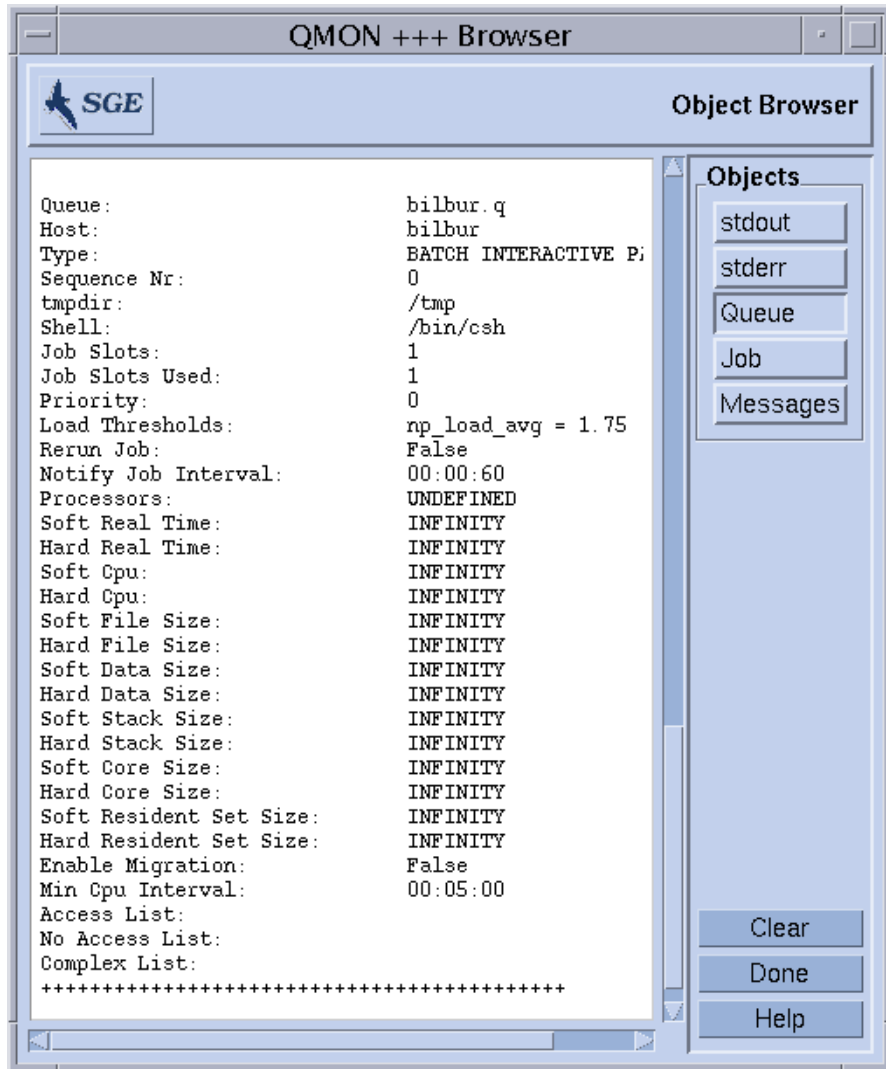 QMON +++ Browser
SGE
Object Browser
Queue: bilbur.q
Host: bilbur
Type: BATCH INTERACTIVE
Sequence Nr: 0
tmpdir: /tmp
Shell: /bin/csh
Job Slots: 1
Job Slots Used: 1
Priority: 0
Load Thresholds: np_load_avg = 1.75
Rerun Job: False
Notify Job Interval: 00:00:60
Processors: UNDEFINED
Soft Real Time: INFINITY
Hard Real Time: INFINITY
Soft Cpu: INFINITY
Hard Cpu: INFINITY
Soft File Size: INFINITY
Hard File Size: INFINITY
Soft Data Size: INFINITY
Hard Data Size: INFINITY
Soft Stack Size: INFINITY
Hard Stack Size: INFINITY
Soft Core Size: INFINITY
Hard Core Size: INFINITY
Soft Resident Set Size: INFINITY
Hard Resident Set Size: INFINITY
Enable Migration: False
Min Cpu Interval: 00:05:00
Access List:
No Access List:
Complex List:
+++++++++++++++++++++++++++++++++++++++++++
Objects
stdout
stderr
Queue
Job
Messages
Clear
Done
Help